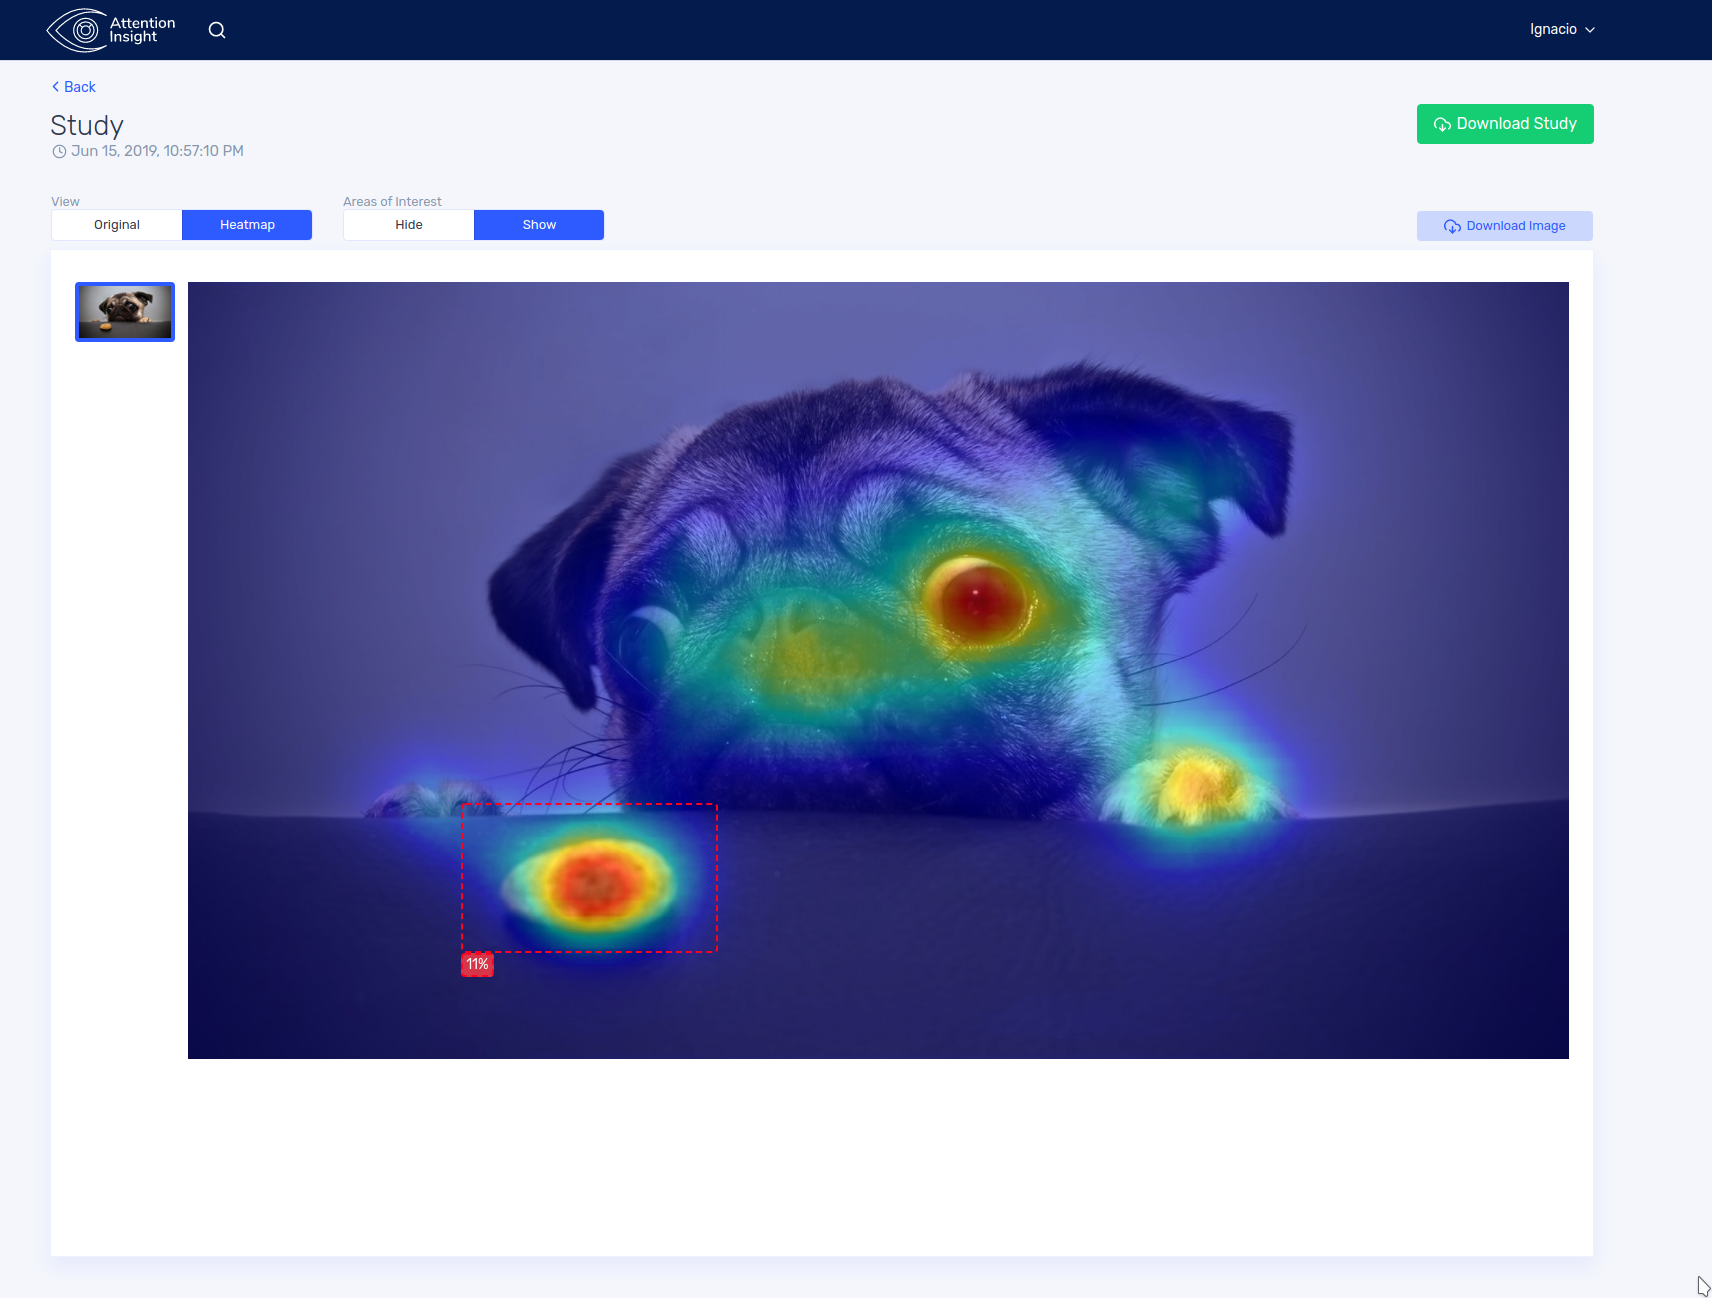 Attention
Insight
Ignacio
Back
Study
Jun 15, 2019, 10:57:10 PM
Download Study
View
Areas of Interest
Original
Heatmap
Hide
Show
Download Image
11%